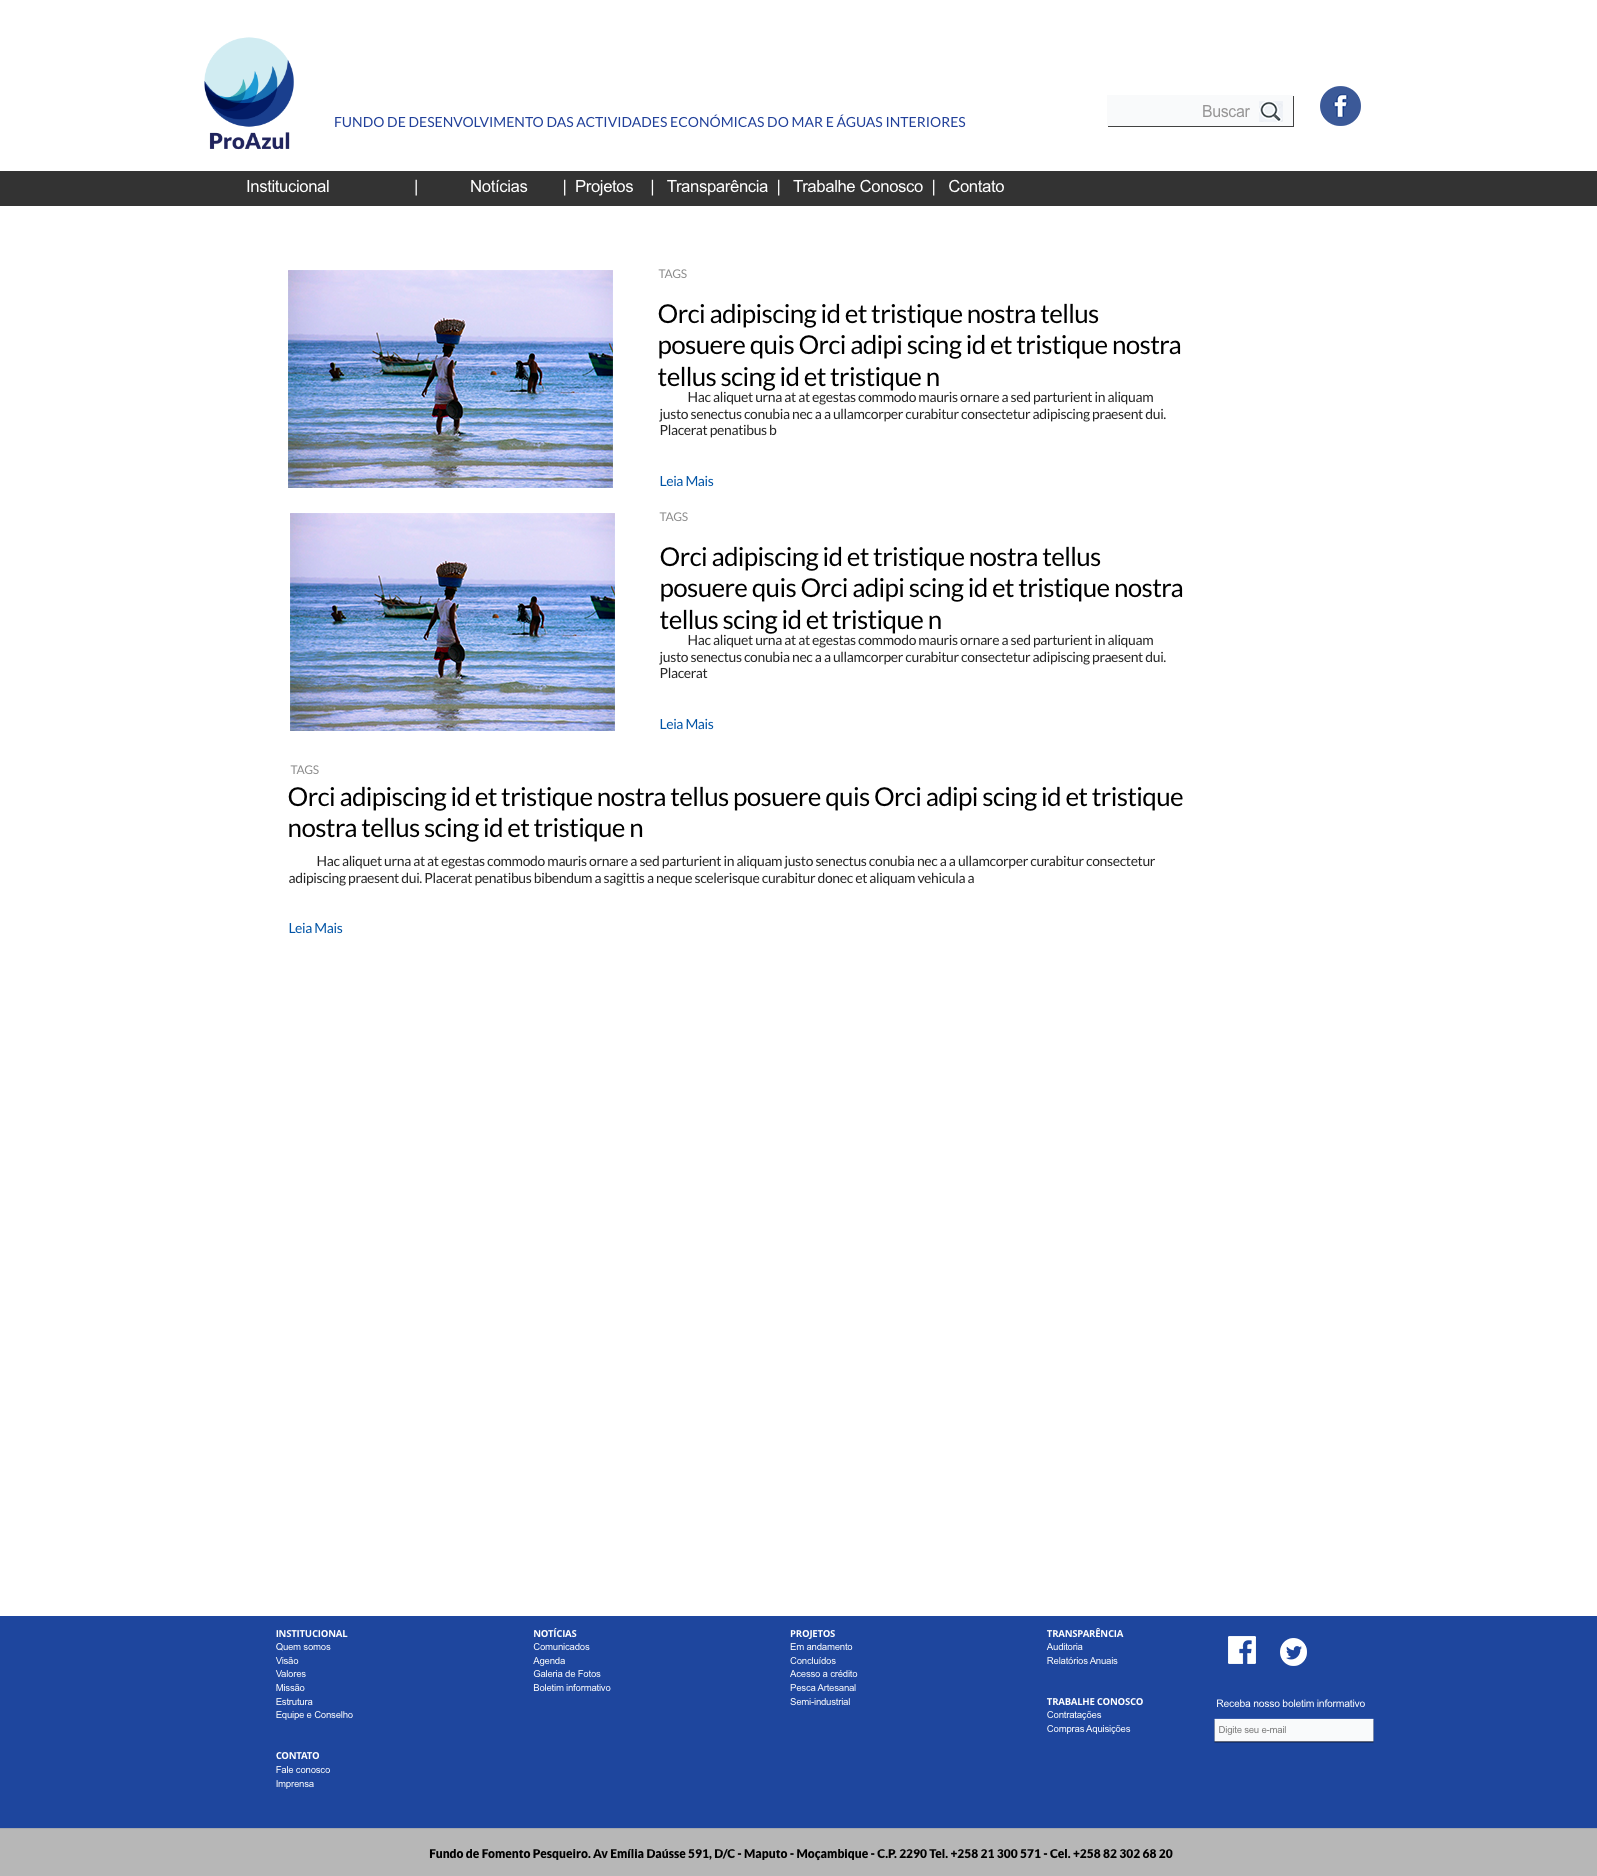 ProAzul
FUNDO DE DESENVOLVIMENTO DAS ACTIVIDADES ECONÓMICAS DO MAR E ÁGUAS INTERIORES
Buscar
Institucional | Notícias | Projetos | Transparência | Trabalhe Conosco | Contato
TAGS
Orci adipiscing id et tristique nostra tellus
posuere quis Orci adipi scing id et tristique nostra
tellus scing id et tristique n
Hac aliquet urna at at egestas commodo mauris ornare a sed parturient in aliquam
justo senectus conubia nec a a ullamcorper curabitur consectetur adipiscing praesent dui.
Placerat penatibus b
Leia Mais
TAGS
Orci adipiscing id et tristique nostra tellus
posuere quis Orci adipi scing id et tristique nostra
tellus scing id et tristique n
Hac aliquet urna at at egestas commodo mauris ornare a sed parturient in aliquam
justo senectus conubia nec a a ullamcorper curabitur consectetur adipiscing praesent dui.
Placerat
Leia Mais
TAGS
Orci adipiscing id et tristique nostra tellus posuere quis Orci adipi scing id et tristique
nostra tellus scing id et tristique n
Hac aliquet urna at at egestas commodo mauris ornare a sed parturient in aliquam justo senectus conubia nec a a ullamcorper curabitur consectetur
adipiscing praesent dui. Placerat penatibus bibendum a sagittis a neque scelerisque curabitur donec et aliquam vehicula a
Leia Mais
INSTITUCIONAL
Quem somos
Visão
Valores
Missão
Estrutura
Equipe e Conselho
CONTATO
Fale conosco
Imprensa
NOTÍCIAS
Comunicados
Agenda
Galeria de Fotos
Boletim informativo
PROJETOS
Em andamento
Concluídos
Acesso a crédito
Pesca Artesanal
Semi-industrial
TRANSPARÊNCIA
Auditoria
Relatórios Anuais
TRABALHE CONOSCO
Contratações
Compras Aquisições
Receba nosso boletim informativo
Digite seu e-mail
Fundo de Fomento Pesqueiro. Av Emília Daússe 591, D/C - Maputo - Moçambique - C.P. 2290 Tel. +258 21 300 571 - Cel. +258 82 302 68 20